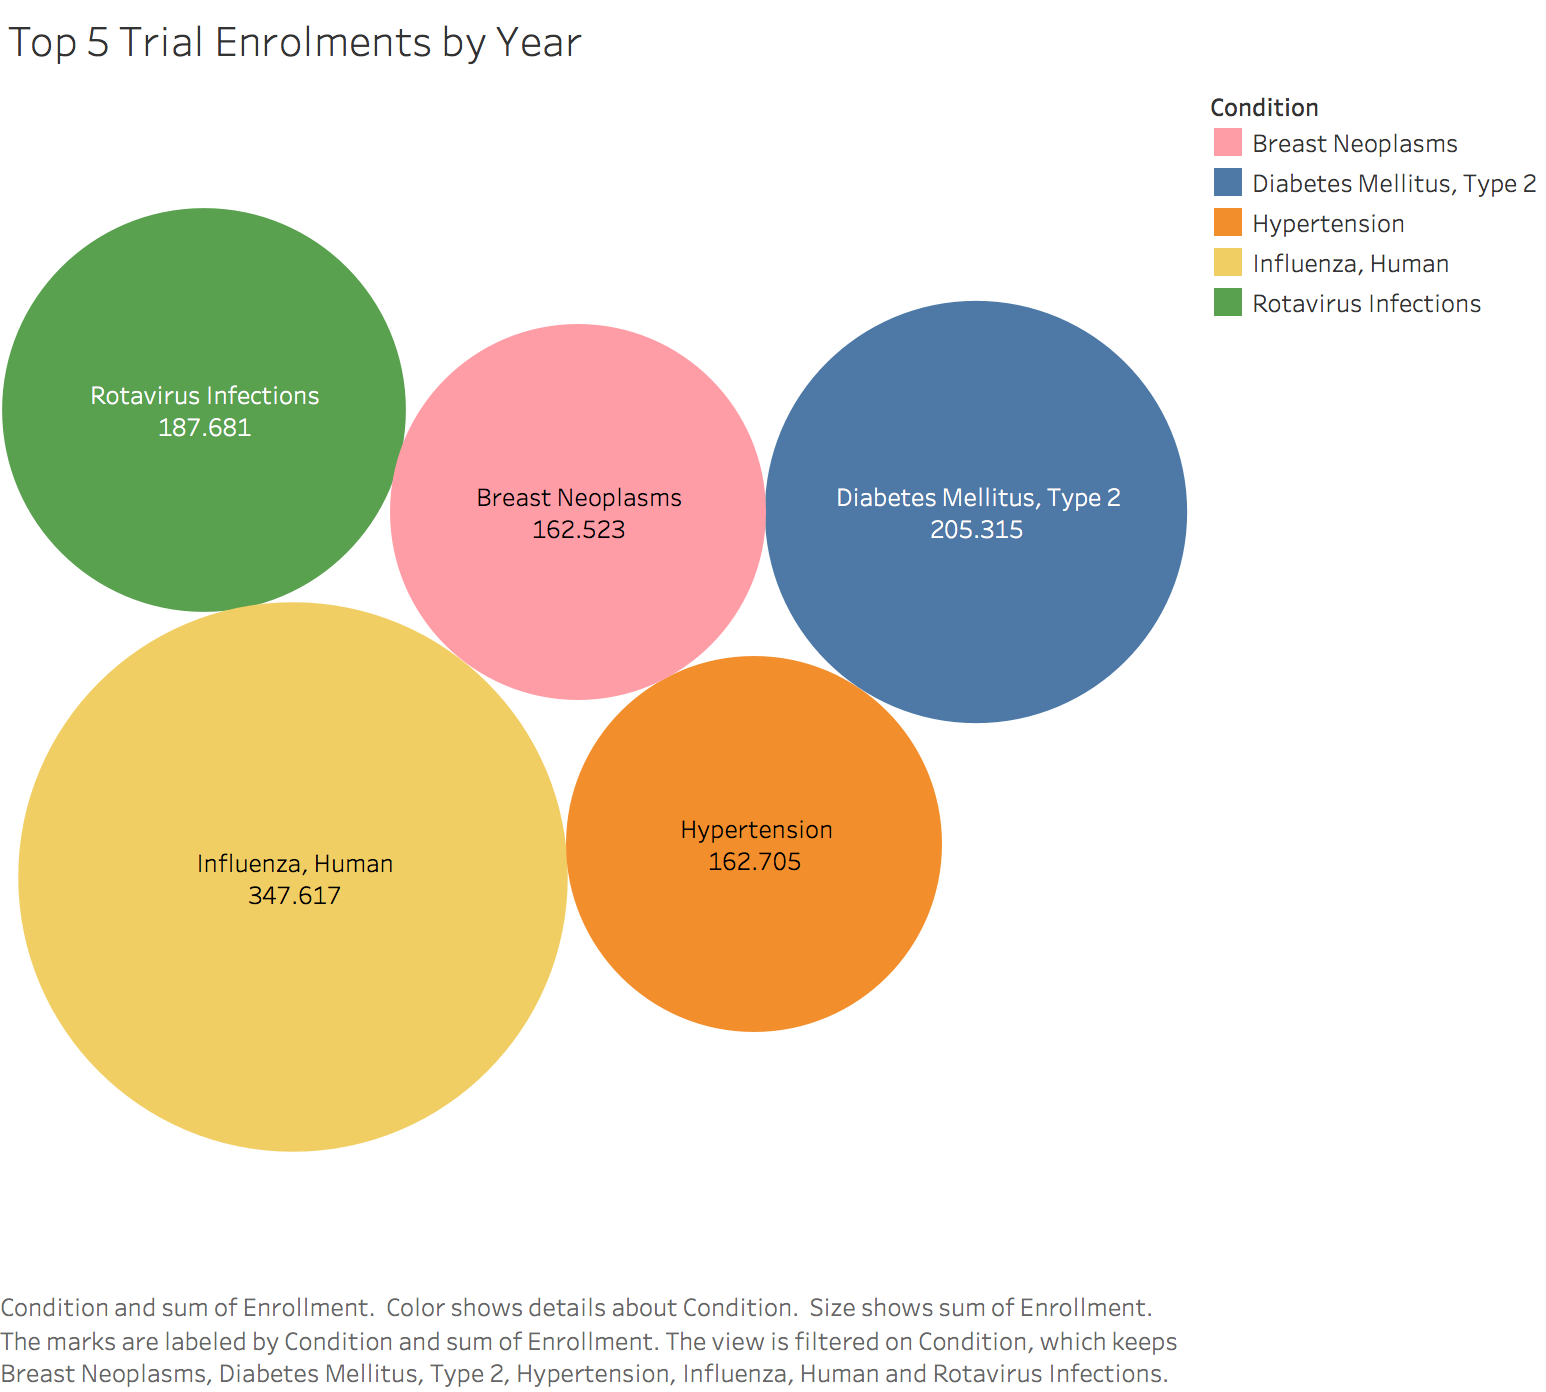 Top 5 Trial Enrolments by Year
Condition
Breast Neoplasms
Diabetes Mellitus, Type 2
Hypertension
Influenza, Human
Rotavirus Infections
Rotavirus Infections
187.681
Breast Neoplasms
162.523
Diabetes Mellitus, Type 2
205.315
Hypertension
162.705
Influenza, Human
347.617
Condition and sum of Enrollment.  Color shows details about Condition.  Size shows sum of Enrollment.
The marks are labeled by Condition and sum of Enrollment. The view is filtered on Condition, which keeps
Breast Neoplasms, Diabetes Mellitus, Type 2, Hypertension, Influenza, Human and Rotavirus Infections.